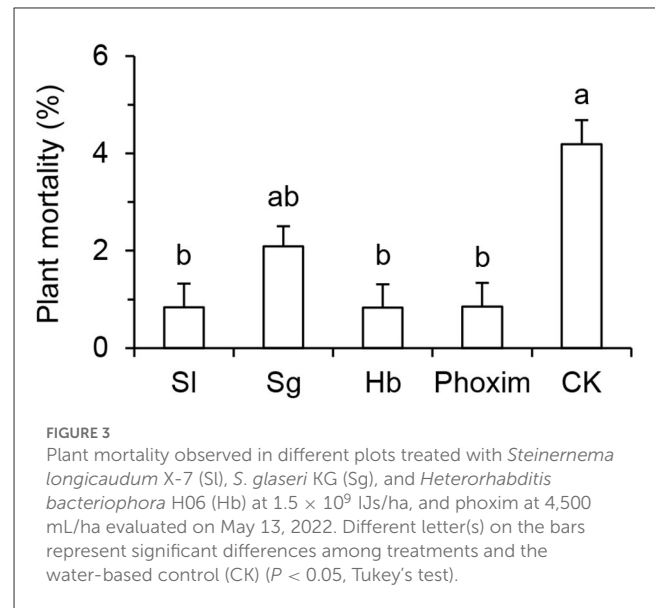 6
4
2
0
Plant mortality (%)
b
ab
b
b
a
Sl
Sg
Hb
Phoxim
CK
FIGURE 3
Plant mortality observed in different plots treated with Steinernema
longicaudum X-7 (Sl), S. glaseri KG (Sg), and Heterorhabditis
bacteriophora H06 (Hb) at 1.5 × 10⁹ IJs/ha, and phoxim at 4,500
mL/ha evaluated on May 13, 2022. Different letter(s) on the bars
represent significant differences among treatments and the
water-based control (CK) (P < 0.05, Tukey's test).